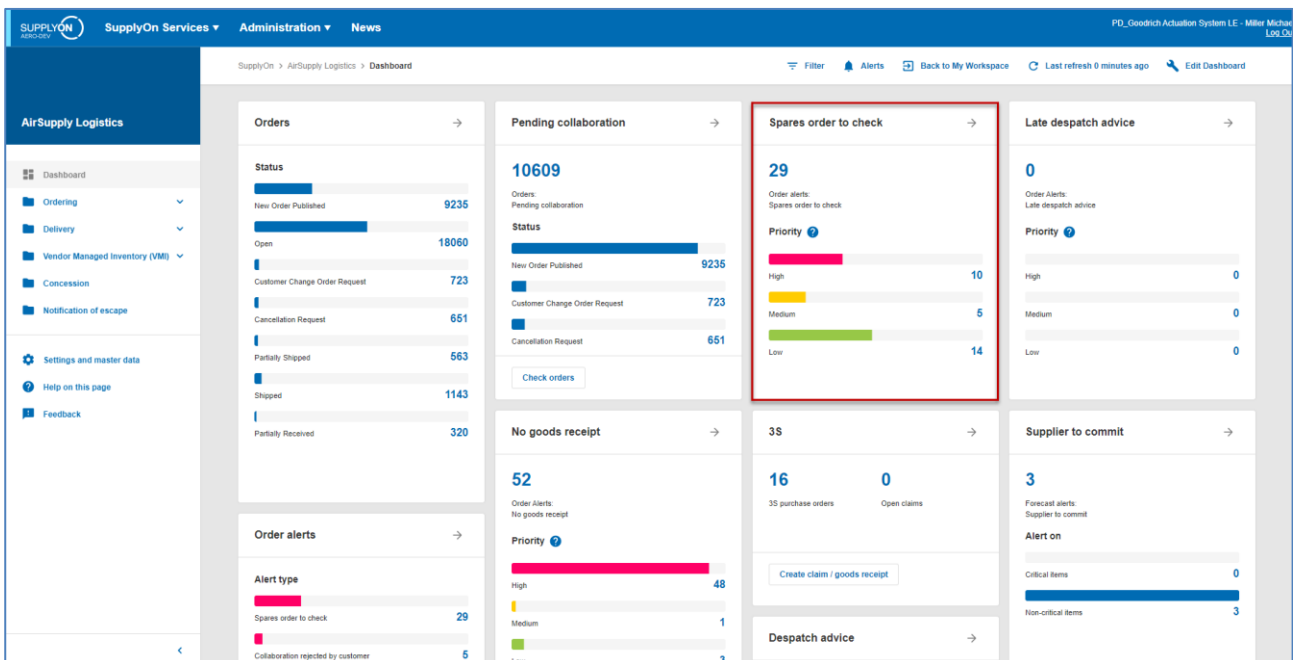 SUPPLYON
AERO-DEV
SupplyOn Services
Administration
News
PD_Goodrich Actuation System LE - Miller Michae
Log Ou
SupplyOn > AirSupply Logistics > Dashboard
Filter
Alerts
Back to My Workspace
Last refresh 0 minutes ago
Edit Dashboard
AirSupply Logistics
Dashboard
Ordering
Delivery
Vendor Managed Inventory (VMI)
Concession
Notification of escape
Settings and master data
Help on this page
Feedback
Orders
Status
New Order Published 9235
Open 18060
Customer Change Order Request 723
Cancellation Request 651
Partially Shipped 563
Shipped 1143
Partially Received 320
Order alerts
Alert type
Spares order to check 29
Collaboration rejected by customer 5
Pending collaboration
10609
Orders:
Pending collaboration
Status
New Order Published 9235
Customer Change Order Request 723
Cancellation Request 651
Check orders
No goods receipt
52
Order Alerts:
No goods receipt
Priority ?
High 48
Medium 1
Spares order to check
29
Order alerts:
Spares order to check
Priority ?
High 10
Medium 5
Low 14
3S
16 0
3S purchase orders Open claims
Create claim / goods receipt
Despatch advice
Late despatch advice
0
Order Alerts:
Late despatch advice
Priority ?
High 0
Medium 0
Low 0
Supplier to commit
3
Forecast alerts:
Supplier to commit
Alert on
Critical items 0
Non-critical items 3